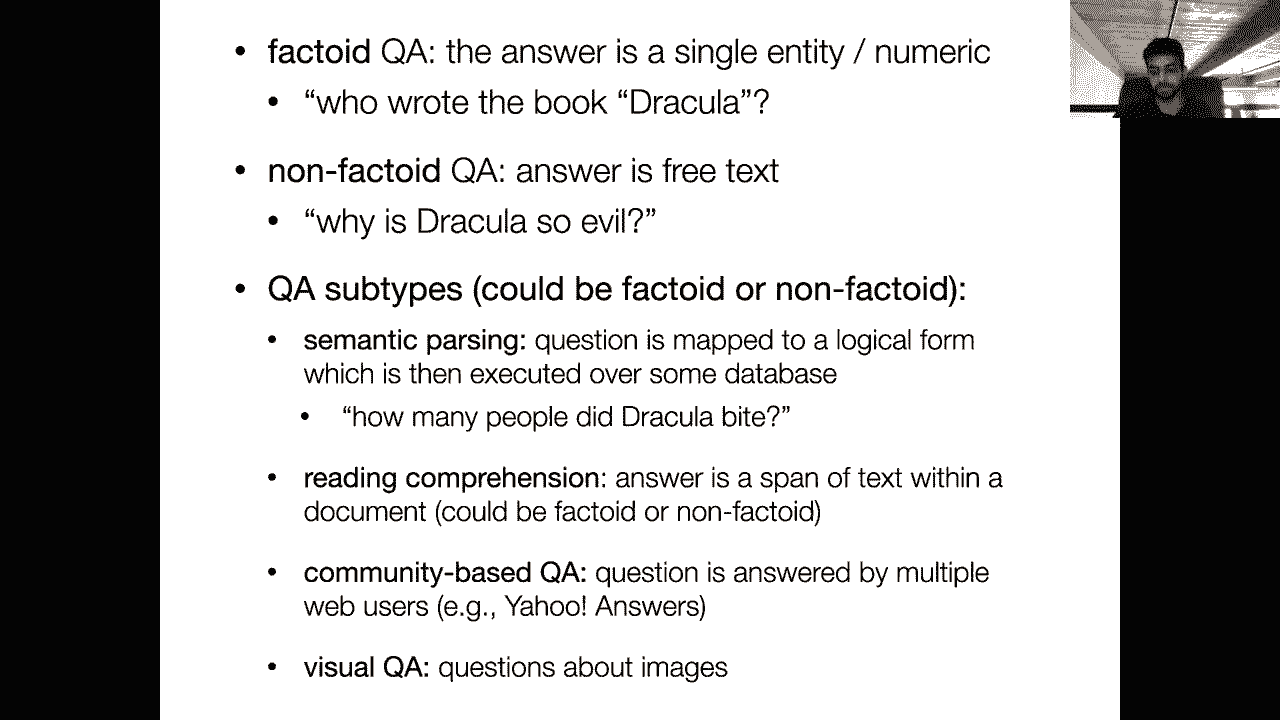 • factoid QA: the answer is a single entity / numeric
• “who wrote the book “Dracula”?
• non-factoid QA: answer is free text
• “why is Dracula so evil?”
• QA subtypes (could be factoid or non-factoid):
• semantic parsing: question is mapped to a logical form
which is then executed over some database
• “how many people did Dracula bite?”
• reading comprehension: answer is a span of text within a
document (could be factoid or non-factoid)
• community-based QA: question is answered by multiple
web users (e.g., Yahoo! Answers)
• visual QA: questions about images